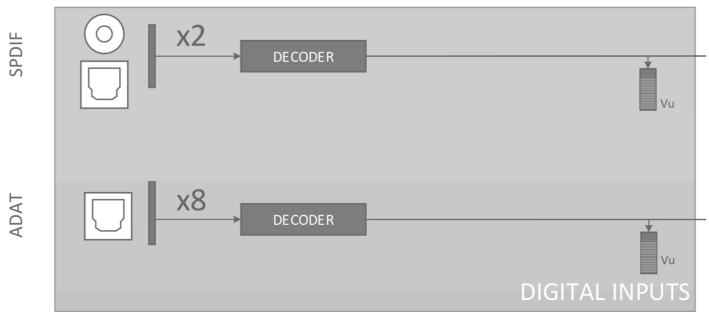 SPDIF
x2
DECODER
Vu
ADAT
x8
DECODER
Vu
DIGITAL INPUTS